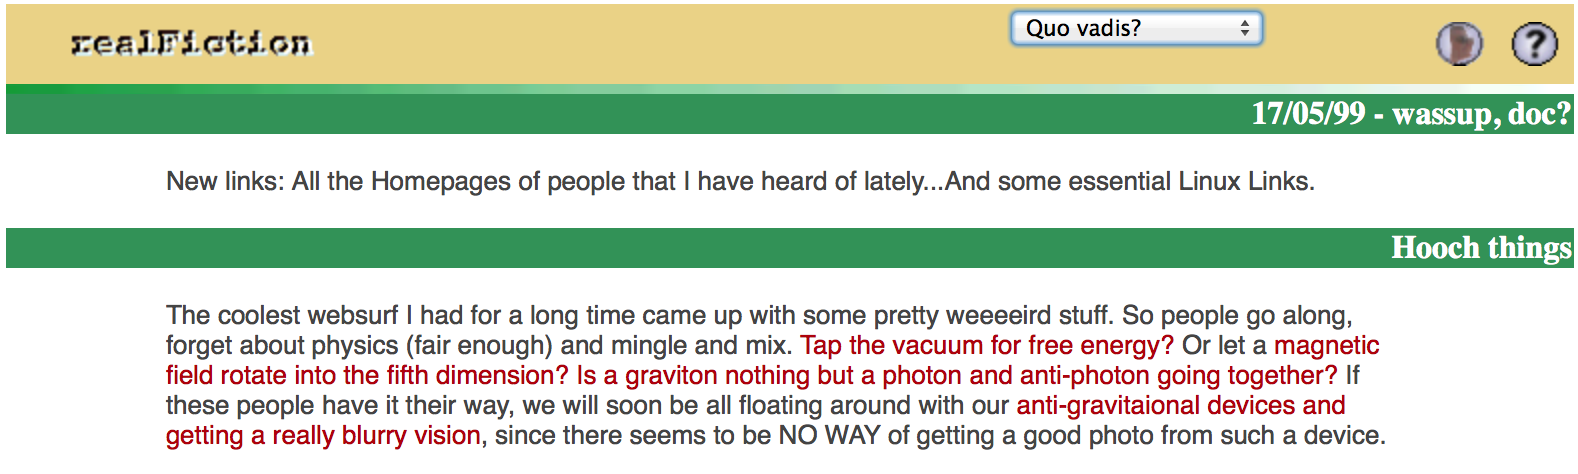 realFiction
Quo vadis?
?
17/05/99 - wassup, doc?
New links: All the Homepages of people that I have heard of lately...And some essential Linux Links.
Hooch things
The coolest websurf I had for a long time came up with some pretty weeeeird stuff. So people go along,
forget about physics (fair enough) and mingle and mix. Tap the vacuum for free energy? Or let a magnetic
field rotate into the fifth dimension? Is a graviton nothing but a photon and anti-photon going together? If
these people have it their way, we will soon be all floating around with our anti-gravitaional devices and
getting a really blurry vision, since there seems to be NO WAY of getting a good photo from such a device.